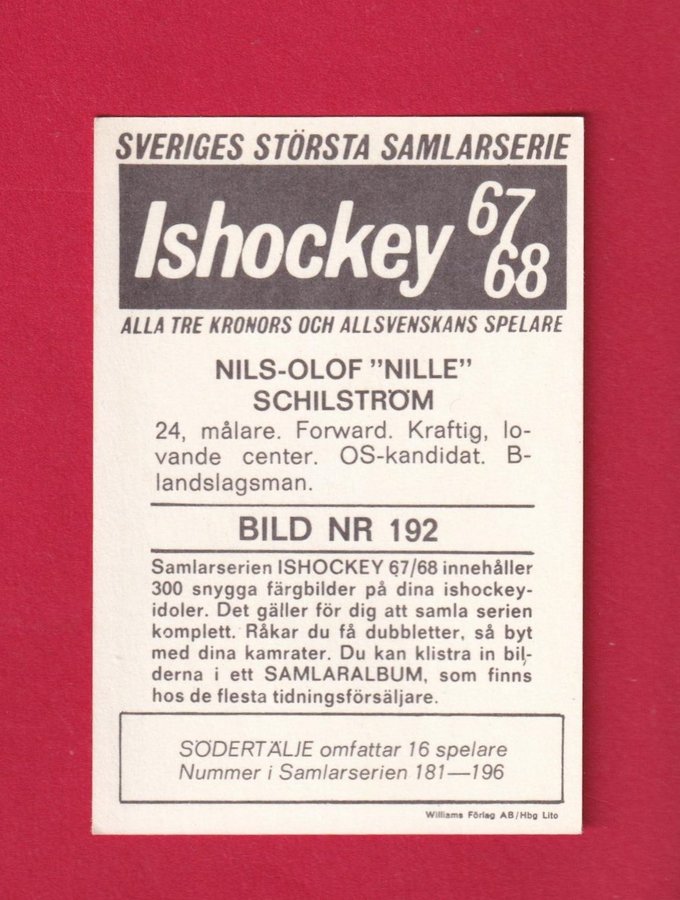 SVERIGES STÖRSTA SAMLARSERIE
Ishockey 67
68
ALLA TRE KRONORS OCH ALLSVENSKANS SPELARE
NILS-OLOF ”NILLE”
SCHILSTRÖM
24, målare. Forward. Kraftig, lo-
vande center. OS-kandidat. B-
landslagsman.
BILD NR 192
Samlarserien ISHOCKEY 67/68 innehåller
300 snygga färgbilder på dina ishockey-
idoler. Det gäller för dig att samla serien
komplett. Råkar du få dubbletter, så byt
med dina kamrater. Du kan klistra in bil-
derna i ett SAMLARALBUM, som finns
hos de flesta tidningsförsäljare.
SÖDERTÄLJE omfattar 16 spelare
Nummer i Samlarserien 181—196
Williams Förlag AB/Hbg Lito